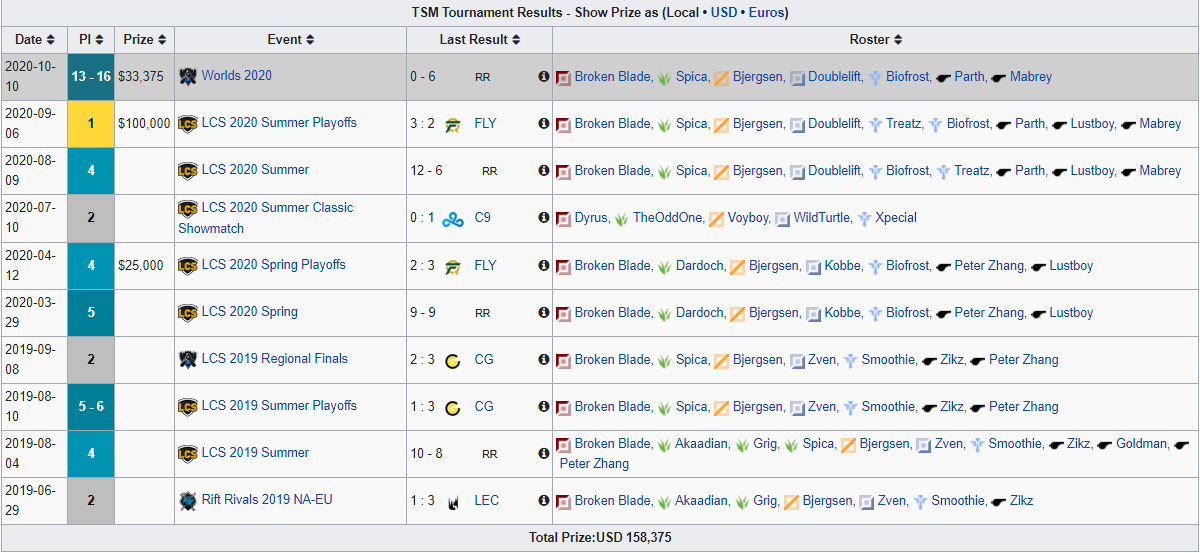 TSM Tournament Results - Show Prize as (Local • USD • Euros)
Date Pl Prize Event Last Result Roster
2020-10-10 13 - 16 $33,375 Worlds 2020 0 - 6 RR Broken Blade, Spica, Bjergsen, Doublelift, Biofrost, Parth, Mabrey
2020-09-06 1 $100,000 LCS 2020 Summer Playoffs 3 : 2 FLY Broken Blade, Spica, Bjergsen, Doublelift, Treatz, Biofrost, Parth, Lustboy, Mabrey
2020-08-09 4 LCS 2020 Summer 12 - 6 RR Broken Blade, Spica, Bjergsen, Doublelift, Biofrost, Treatz, Parth, Lustboy, Mabrey
2020-07-10 2 LCS 2020 Summer Classic Showmatch 0 : 1 C9 Dyrus, TheOddOne, Voyboy, WildTurtle, Xpecial
2020-04-12 4 $25,000 LCS 2020 Spring Playoffs 2 : 3 FLY Broken Blade, Dardoch, Bjergsen, Kobbe, Biofrost, Peter Zhang, Lustboy
2020-03-29 5 LCS 2020 Spring 9 - 9 RR Broken Blade, Dardoch, Bjergsen, Kobbe, Biofrost, Peter Zhang, Lustboy
2019-09-08 2 LCS 2019 Regional Finals 2 : 3 CG Broken Blade, Spica, Bjergsen, Zven, Smoothie, Zikz, Peter Zhang
2019-08-10 5 - 6 LCS 2019 Summer Playoffs 1 : 3 CG Broken Blade, Spica, Bjergsen, Zven, Smoothie, Zikz, Peter Zhang
2019-08-04 4 LCS 2019 Summer 10 - 8 RR Broken Blade, Akaadian, Grig, Spica, Bjergsen, Zven, Smoothie, Zikz, Goldman, Peter Zhang
2019-06-29 2 Rift Rivals 2019 NA-EU 1 : 3 LEC Broken Blade, Akaadian, Grig, Bjergsen, Zven, Smoothie, Zikz
Total Prize:USD 158,375